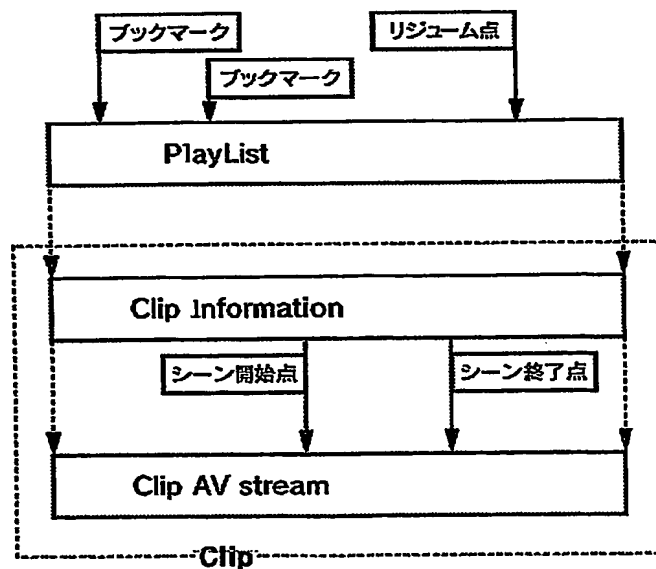 ブックマーク
リジューム点
ブックマーク
PlayList
Clip Information
シーン開始点
シーン終了点
Clip AV stream
Clip